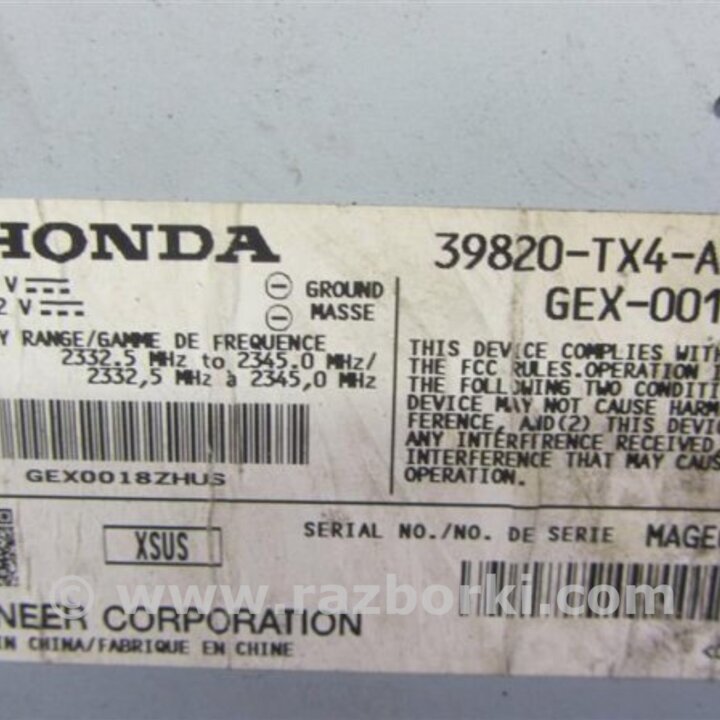 HONDA
39820-TX4-A
V
2 V
GROUND
MASSE
GEX-001
Y RANGE/GAMME DE FREQUENCE
2332.5 MHz to 2345.0 MHz/
2332,5 MHz à 2345,0 MHz
THIS DEVICE COMPLIES WITH
THE FCC RULES.OPERATION I
THE FOLLOWING TWO CONDITI
DEVICE MAY NOT CAUSE HARM
FERENCE, AND(2) THIS DEVIC
ANY INTERFERENCE RECEIVED
INTERFERENCE THAT MAY CAUS
OPERATION.
GEX0018ZHUS
XSUS
SERIAL NO./NO. DE SERIE MAGE
© www.razborki.com
NEER CORPORATION
IN CHINA/FABRIQUE EN CHINE